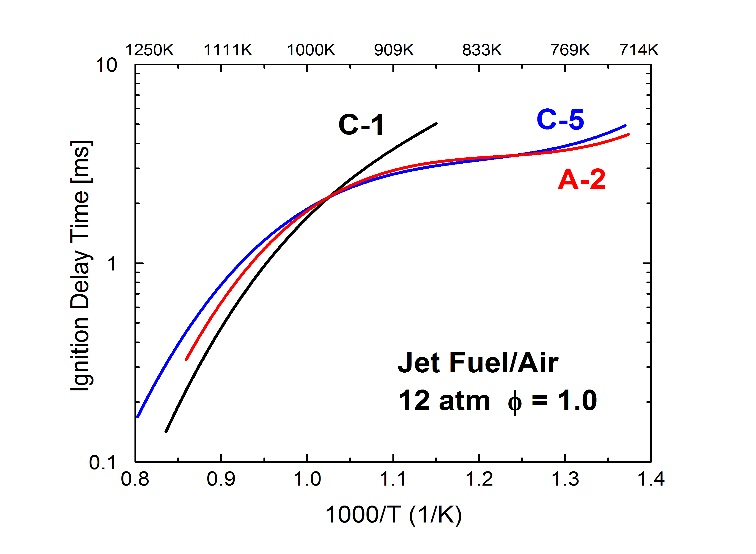 1250K 1111K 1000K 909K 833K 769K 714K
10
C-1
C-5
A-2
Ignition Delay Time [ms]
1
Jet Fuel/Air
12 atm ϕ = 1.0
0.1
0.8 0.9 1.0 1.1 1.2 1.3 1.4
1000/T (1/K)